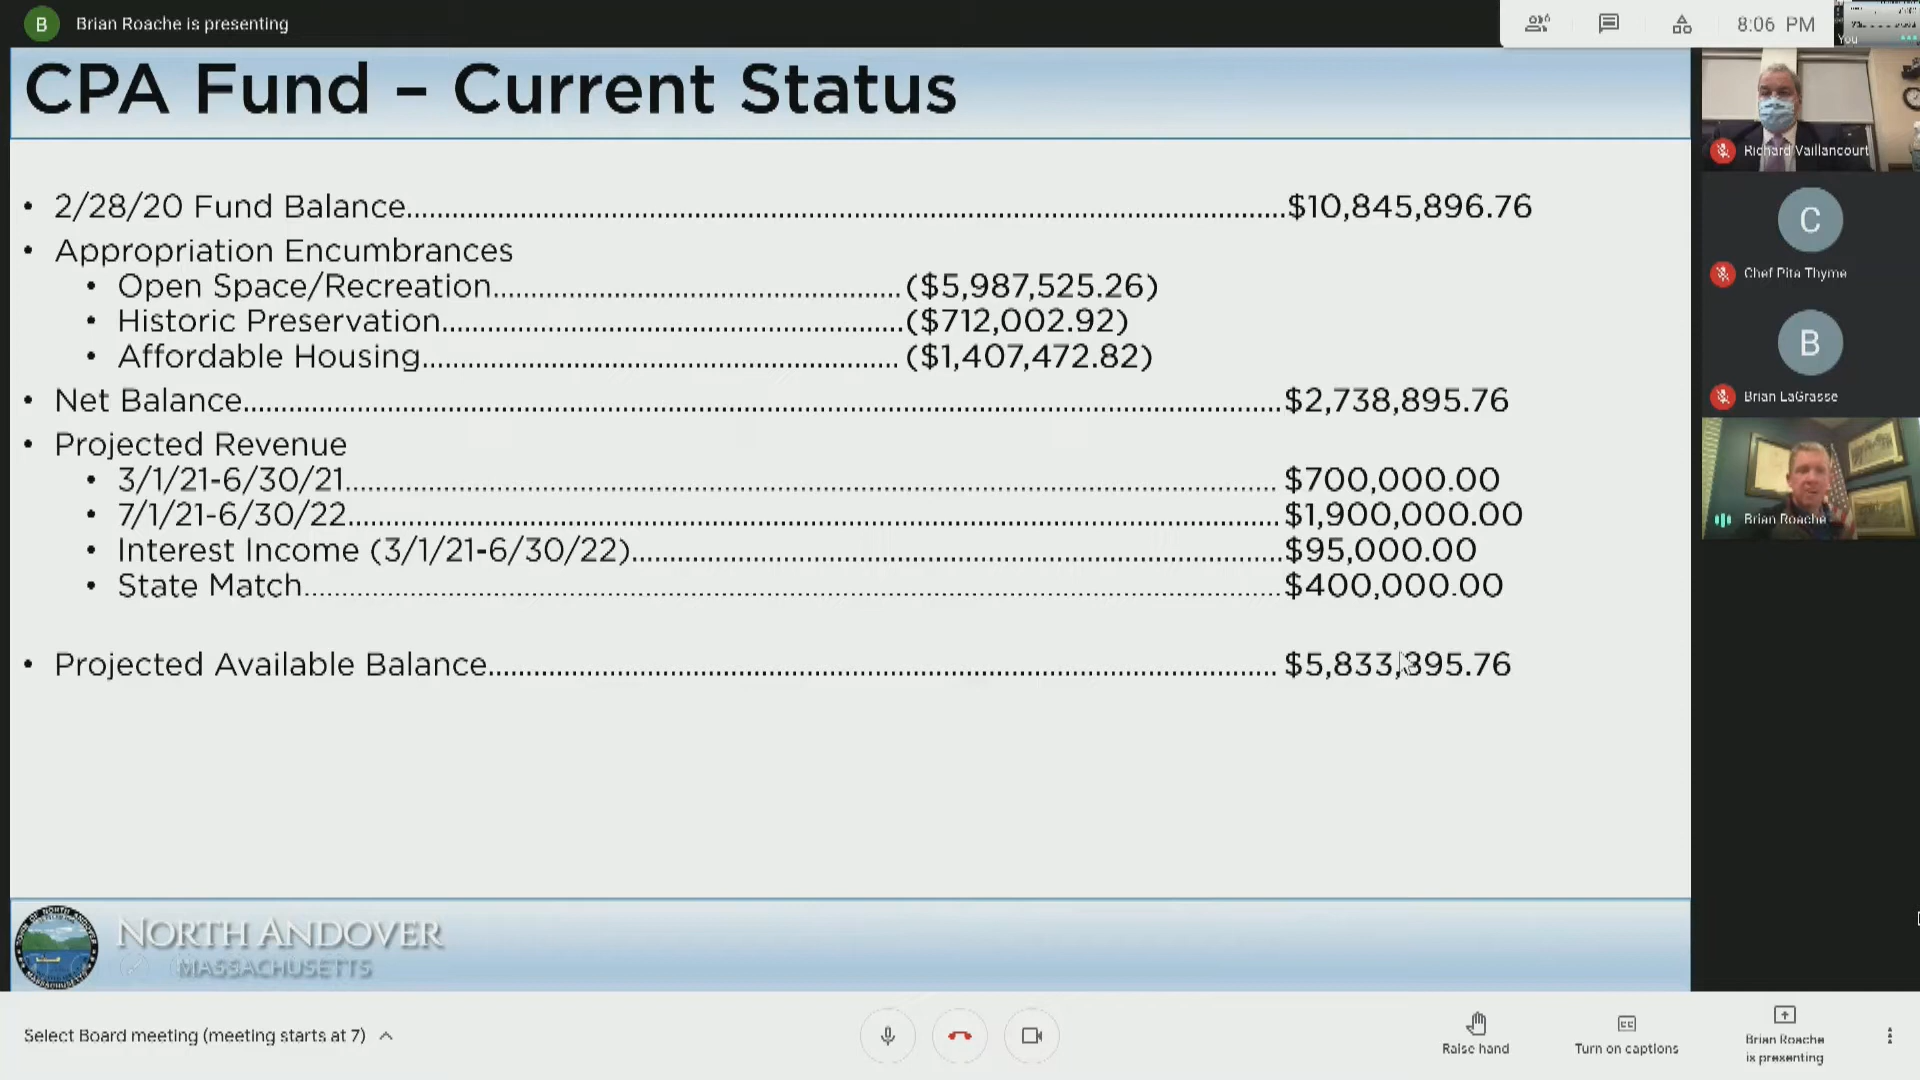 B Brian Roache is presenting
8:06 PM
You
CPA Fund – Current Status
• 2/28/20 Fund Balance....................$10,845,896.76
• Appropriation Encumbrances
• Open Space/Recreation....................($5,987,525.26)
• Historic Preservation....................($712,002.92)
• Affordable Housing....................($1,407,472.82)
• Net Balance....................$2,738,895.76
• Projected Revenue
• 3/1/21-6/30/21....................$700,000.00
• 7/1/21-6/30/22....................$1,900,000.00
• Interest Income (3/1/21-6/30/22)....................$95,000.00
• State Match....................$400,000.00
• Projected Available Balance....................$5,833,895.76
Richard Vaillancourt
C
Chef Pita Thyme
B
Brian LaGrasse
Brian Roache
NORTH ANDOVER
MASSACHUSETTS
Select Board meeting (meeting starts at 7)
Raise hand
Turn on captions
Brian Roache
is presenting